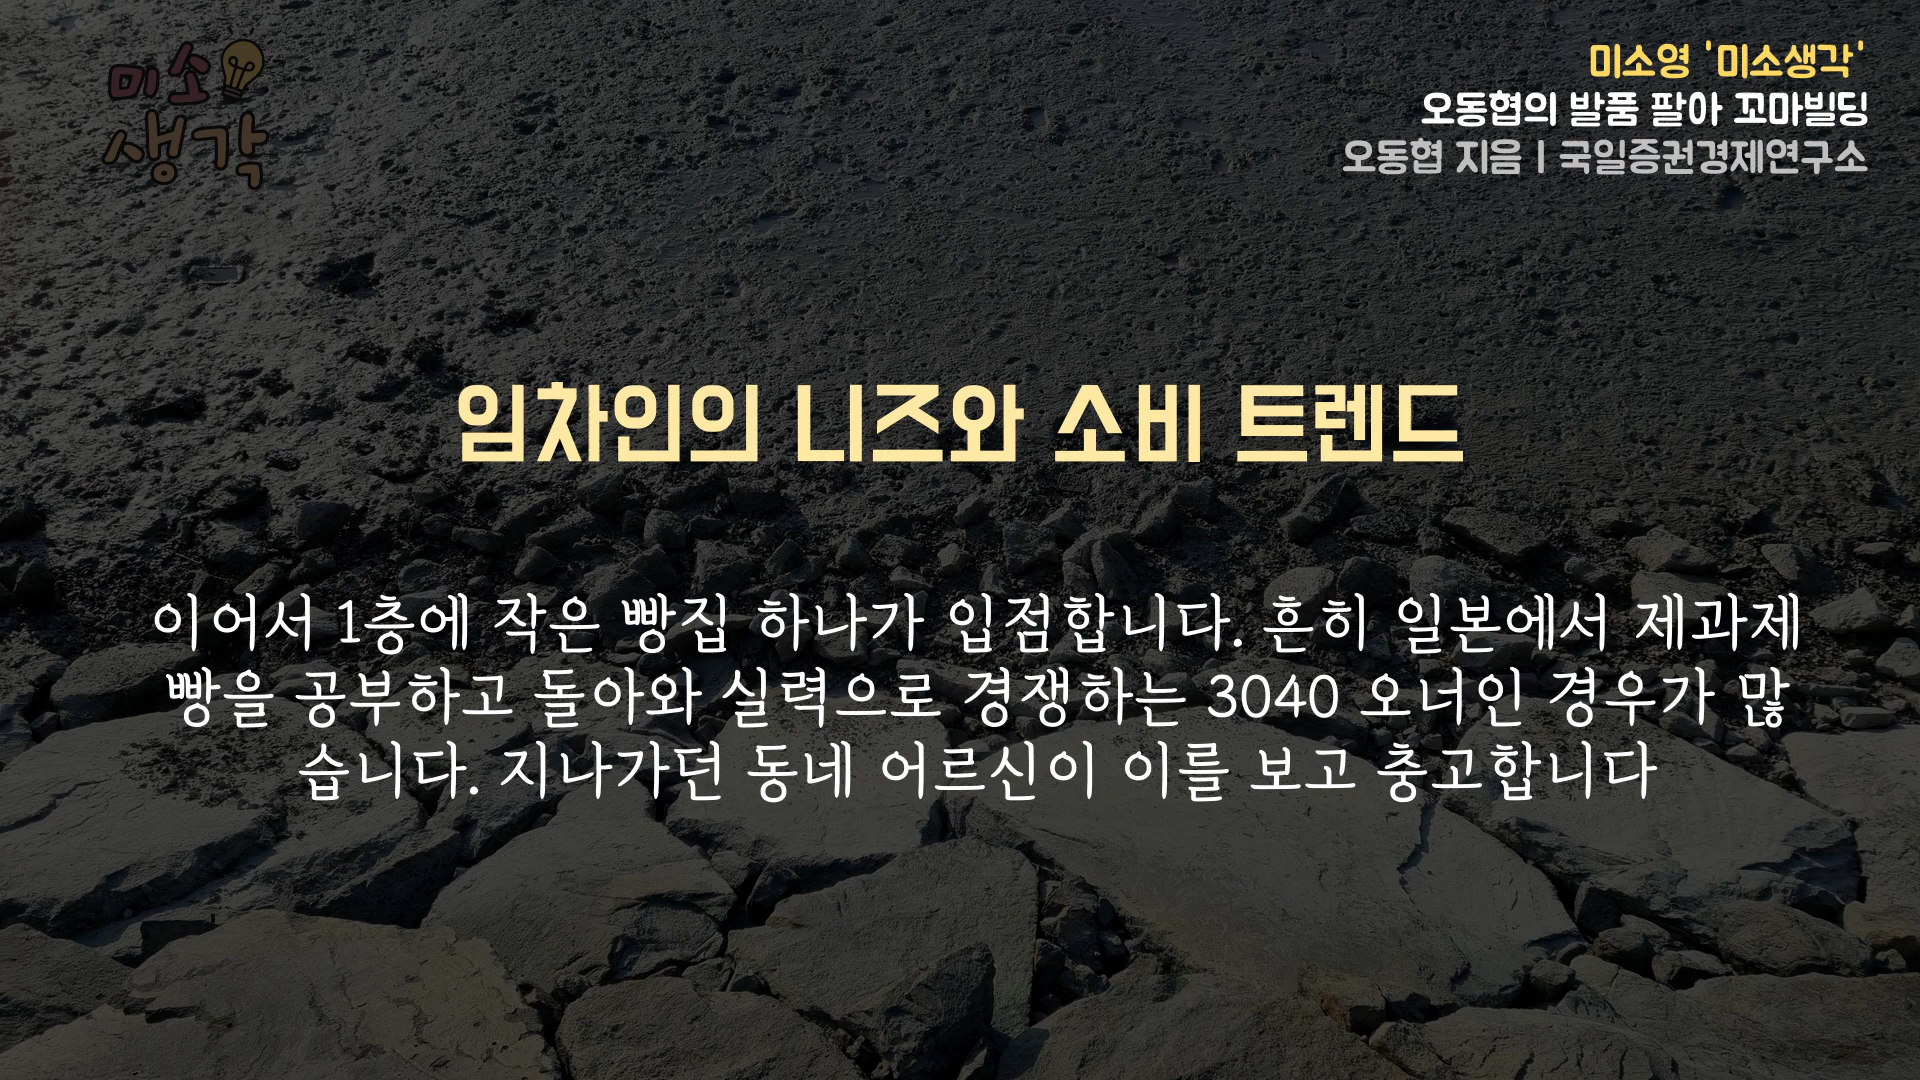 미소
생각
미소영 '미소생각'
오동협의 발품 팔아 꼬마빌딩
오동협 지음 | 국일증권경제연구소
임차인의 니즈와 소비 트렌드
이어서 1층에 작은 빵집 하나가 입점합니다. 흔히 일본에서 제과제
빵을 공부하고 돌아와 실력으로 경쟁하는 3040 오너인 경우가 많
습니다. 지나가던 동네 어르신이 이를 보고 충고합니다